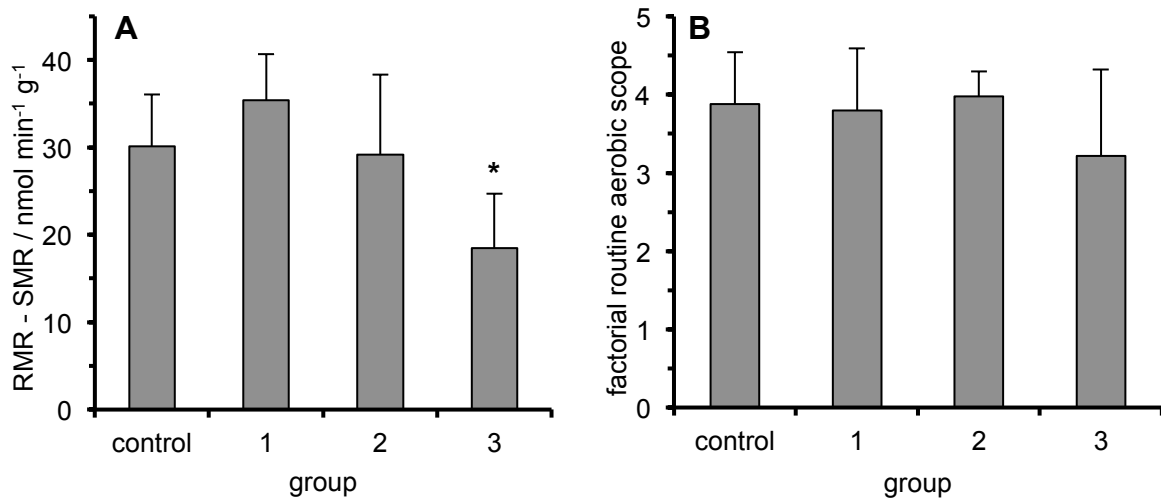 A
RMR - SMR / nmol min⁻¹ g⁻¹
40
30
20
10
0
*
control 1 2 3
group
B
factorial routine aerobic scope
5
4
3
2
1
0
control 1 2 3
group